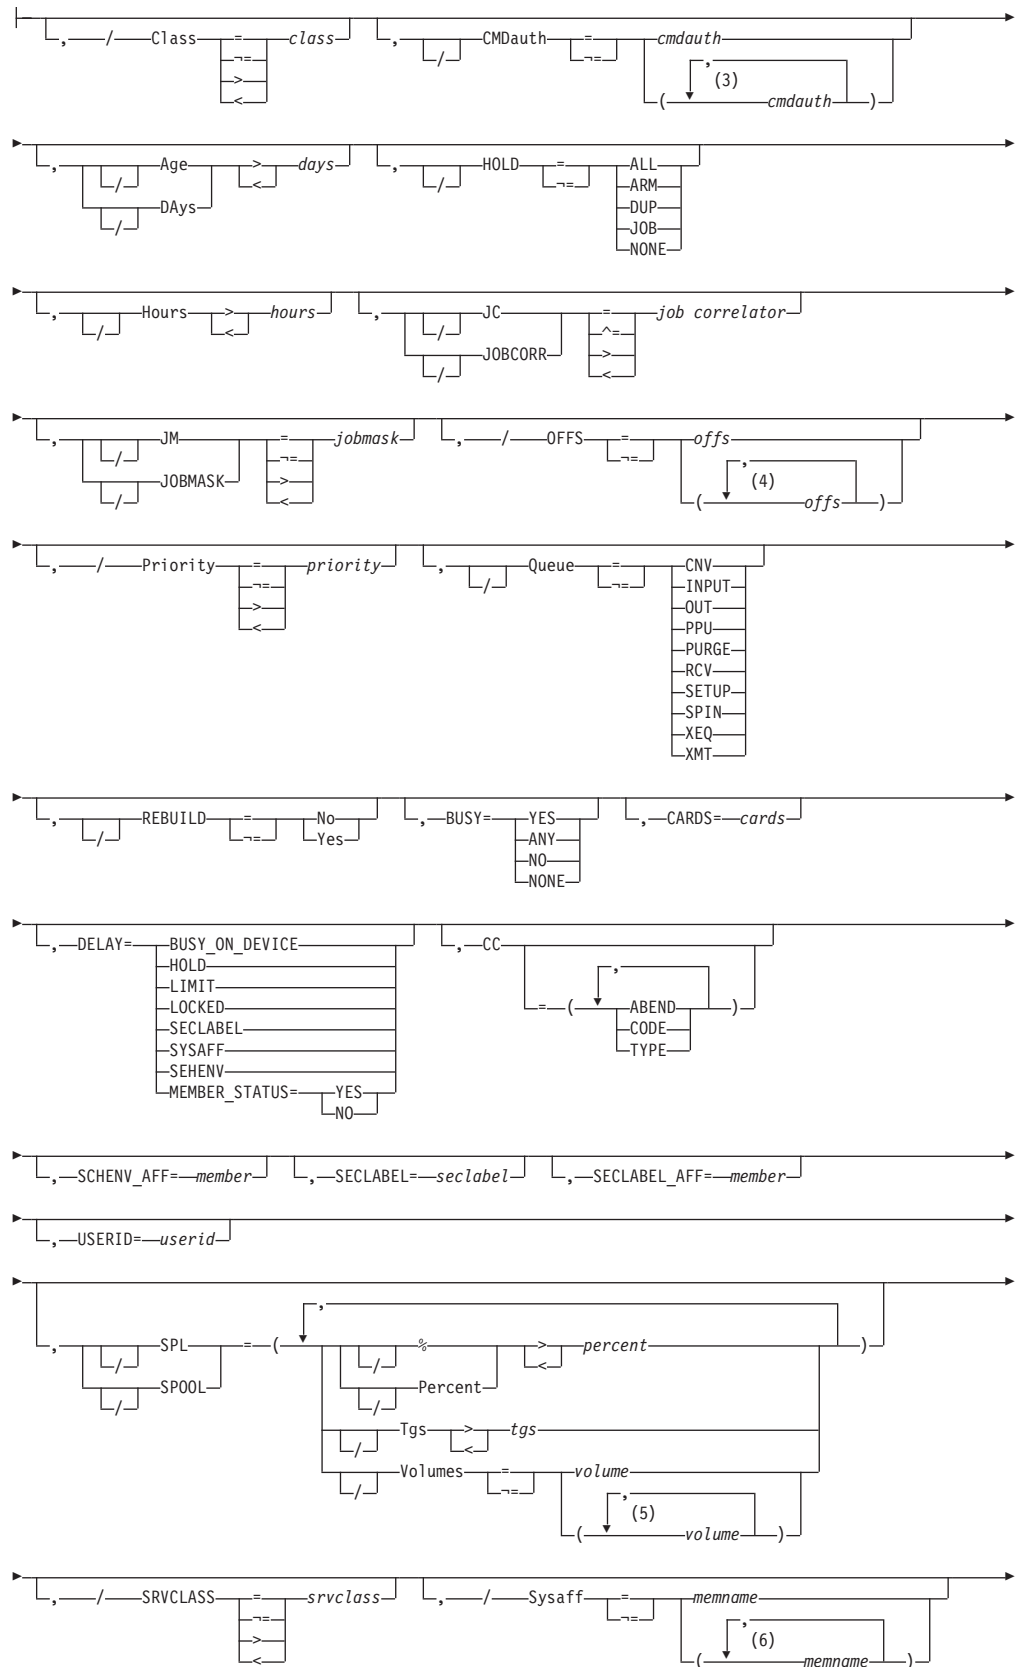 , / Class = class , / CMDauth = cmdauth
¬= ¬= ,
> (3)
< ( cmdauth )
, / Age > days , / HOLD = ALL
/ DAys < ¬= ARM
DUP
JOB
NONE
, / Hours > hours , / JC = job correlator
< / JOBCORR ^=
>
<
, / JM = jobmask , / OFFS = offs
/ JOBMASK ¬= ¬= ,
> (4)
< ( offs )
, / Priority = priority , / Queue = CNV
¬= ¬= INPUT
> OUT
< PPU
PURGE
RCV
SETUP
SPIN
XEQ
XMT
, / REBUILD = No , BUSY= YES , CARDS= cards
¬= Yes ANY
NO
NONE
, DELAY= BUSY_ON_DEVICE , CC
HOLD ,
LIMIT = ( ABEND )
LOCKED CODE
SECLABEL TYPE
SYSAFF
SEHENV
MEMBER_STATUS= YES
NO
, SCHENV_AFF= member , SECLABEL= seclabel , SECLABEL_AFF= member
, USERID= userid
,
, / SPL = ( / % > percent )
/ SPOOL / Percent <
/ Tgs > tgs
<
/ Volumes = volume
¬= ,
(5)
( volume )
, / SRVCLASS = srvclass , / Sysaff = memname
¬= ¬= ,
> (6)
< ( memname )